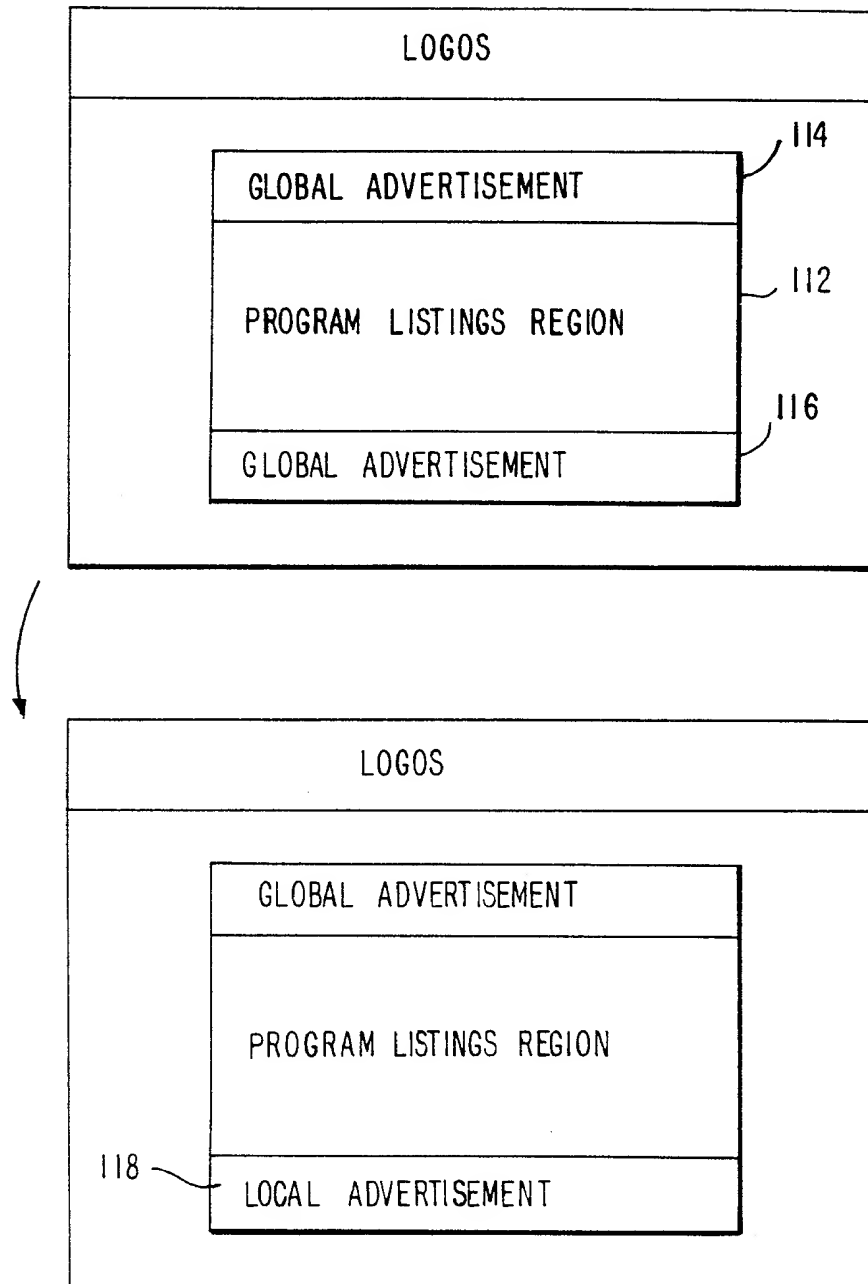 LOGOS
114
GLOBAL ADVERTISEMENT
112
PROGRAM LISTINGS REGION
116
GLOBAL ADVERTISEMENT
LOGOS
GLOBAL ADVERTISEMENT
PROGRAM LISTINGS REGION
118
LOCAL ADVERTISEMENT